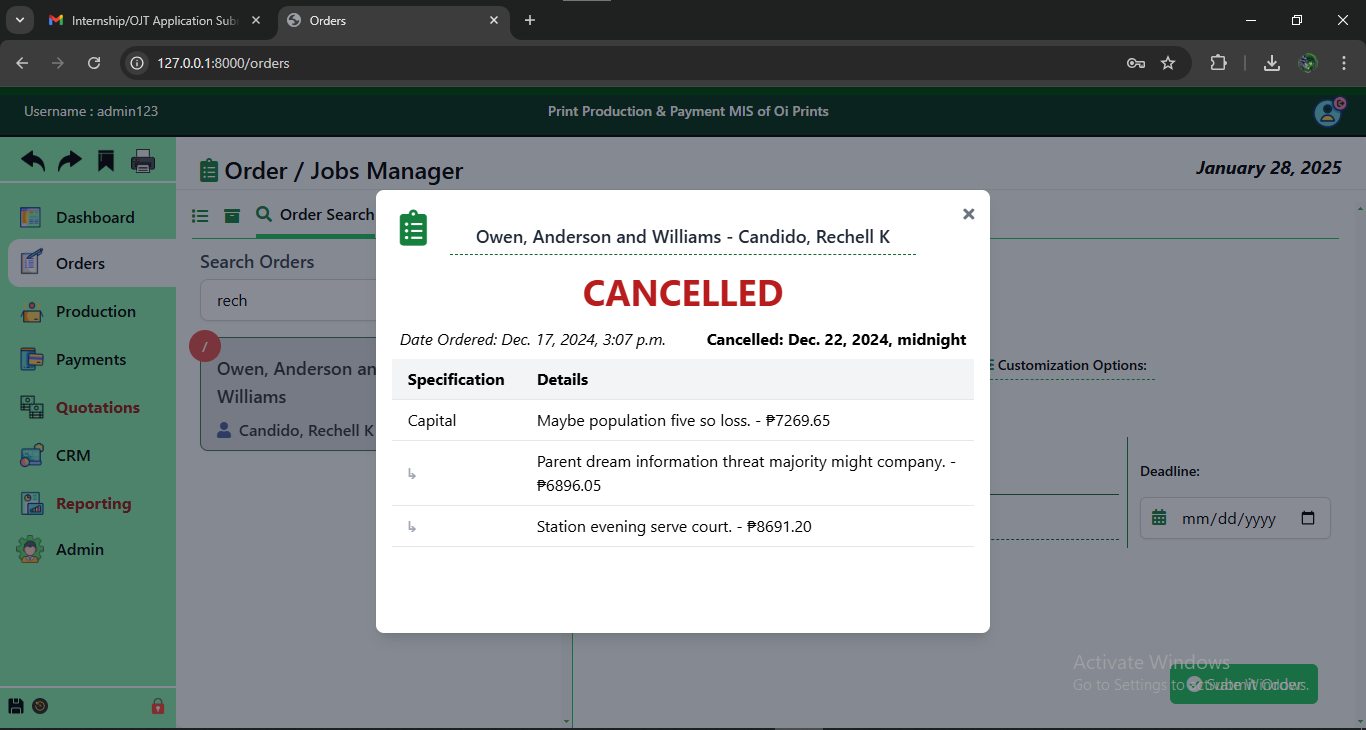 Internship/OJT Application Sub
Orders
127.0.0.1:8000/orders
Username : admin123
Print Production & Payment MIS of Oi Prints
Order / Jobs Manager
January 28, 2025
Dashboard
Orders
Production
Payments
Quotations
CRM
Reporting
Admin
Order Search
Search Orders
rech
/
Owen, Anderson an
Williams
Candido, Rechell K
Owen, Anderson and Williams - Candido, Rechell K
CANCELLED
Date Ordered: Dec. 17, 2024, 3:07 p.m.
Cancelled: Dec. 22, 2024, midnight
Specification Details
Capital Maybe population five so loss. - ₱7269.65
↳ Parent dream information threat majority might company. -
₱6896.05
↳ Station evening serve court. - ₱8691.20
Customization Options:
Deadline:
mm/dd/yyyy
Activate Windows
Go to Settings to activate Windows.
Submit Order